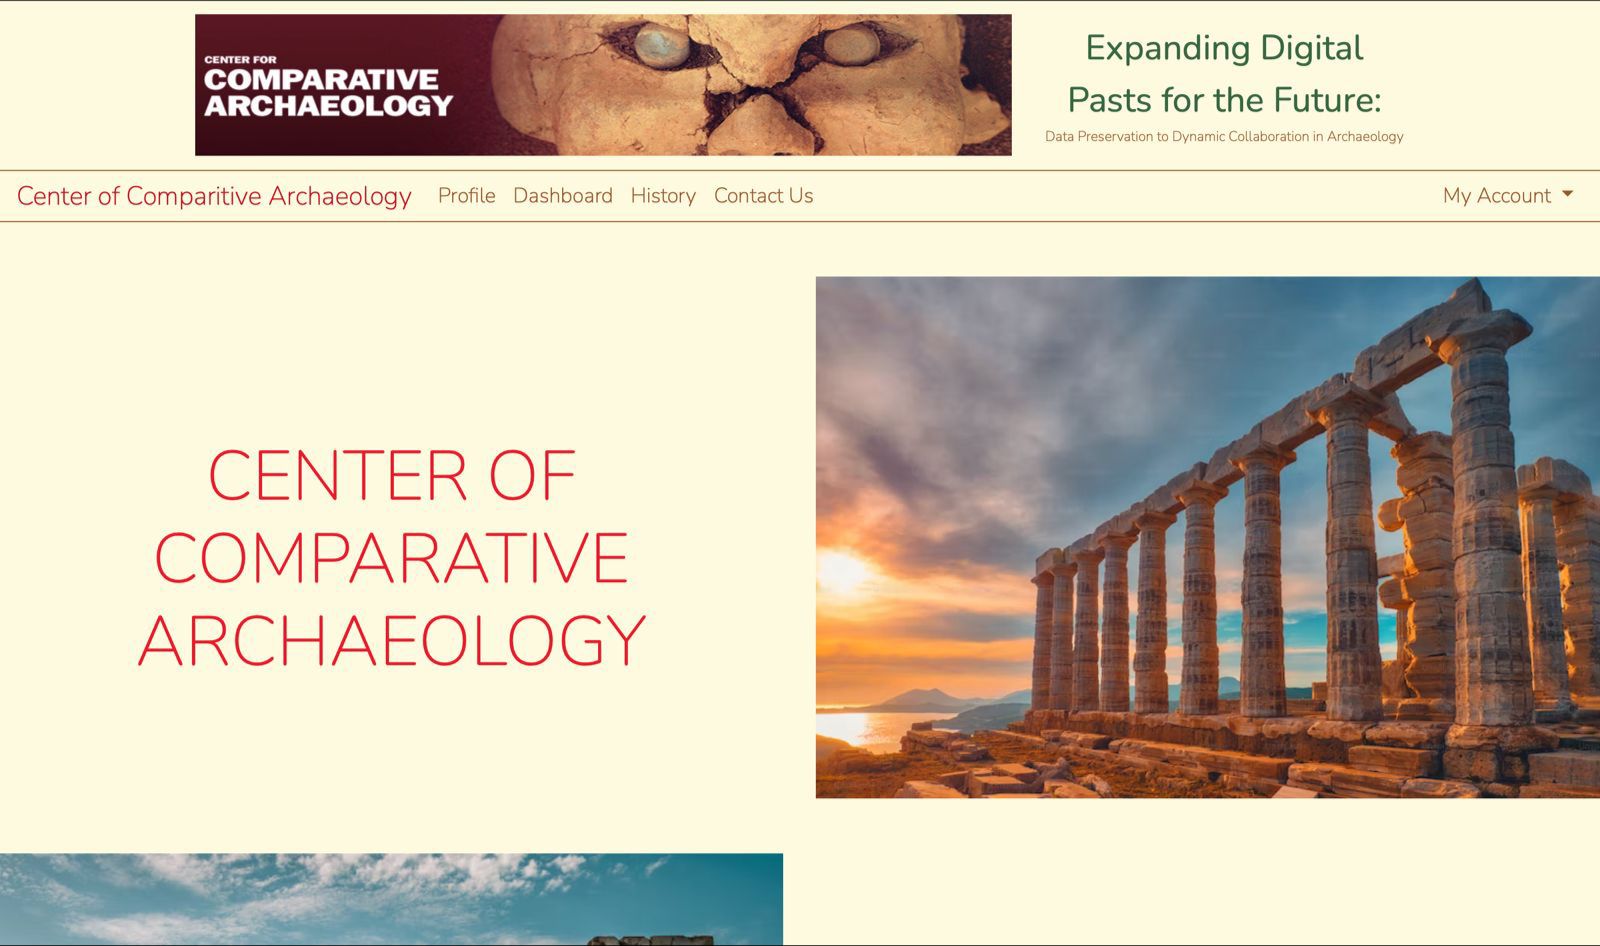 CENTER FOR
COMPARATIVE
ARCHAEOLOGY
Expanding Digital
Pasts for the Future:
Data Preservation to Dynamic Collaboration in Archaeology
Center of Comparitive Archaeology
Profile
Dashboard
History
Contact Us
My Account
CENTER OF
COMPARATIVE
ARCHAEOLOGY